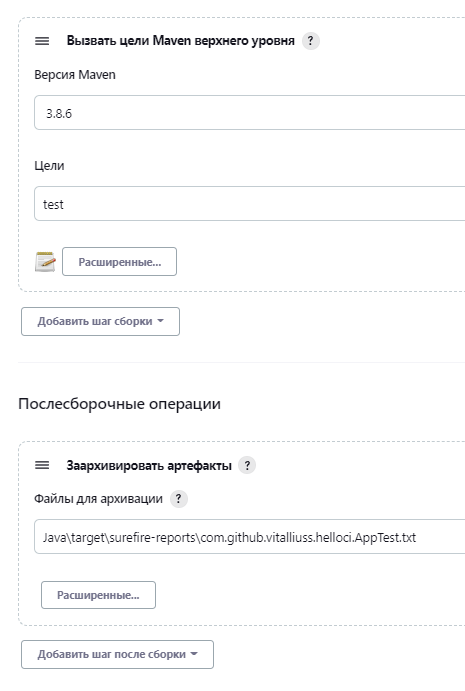 Вызвать цели Maven верхнего уровня ?
Версия Maven
3.8.6
Цели
test
Расширенные...
Добавить шаг сборки
Послесборочные операции
Заархивировать артефакты ?
Файлы для архивации ?
Java\target\surefire-reports\com.github.vitalliuss.helloci.AppTest.txt
Расширенные...
Добавить шаг после сборки